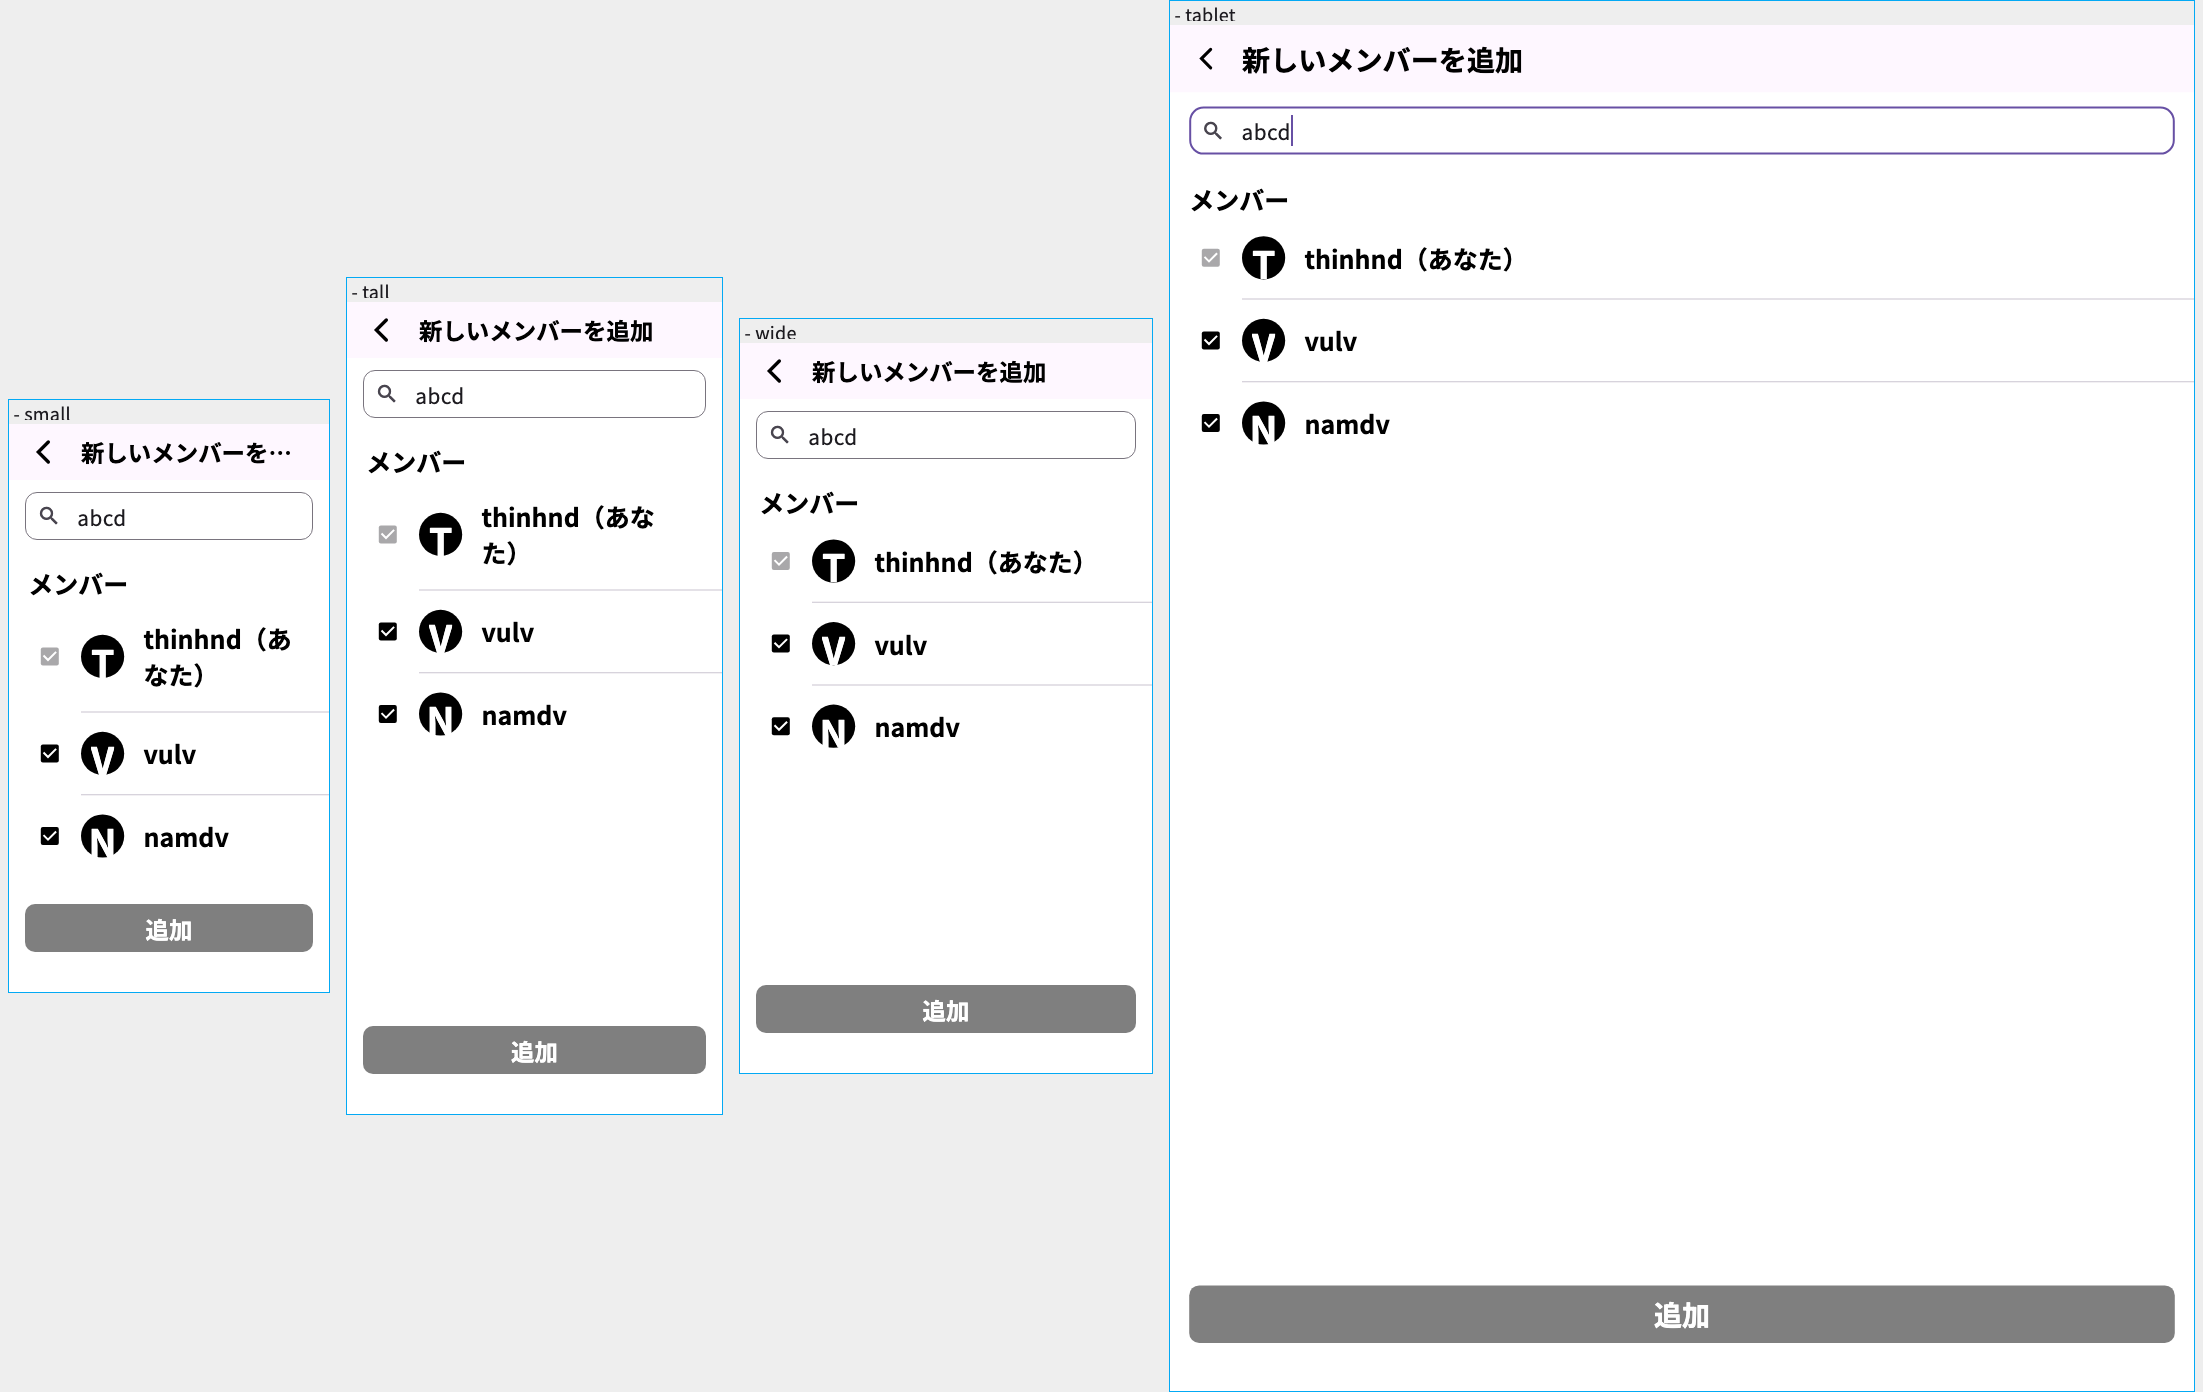 - small
新しいメンバーを…
abcd
メンバー
T
thinhnd（あ
なた）
V
vulv
N
namdv
追加
- tall
新しいメンバーを追加
abcd
メンバー
T
thinhnd（あな
た）
V
vulv
N
namdv
追加
- wide
新しいメンバーを追加
abcd
メンバー
T
thinhnd（あなた）
V
vulv
N
namdv
追加
- tablet
新しいメンバーを追加
abcd
メンバー
T
thinhnd（あなた）
V
vulv
N
namdv
追加